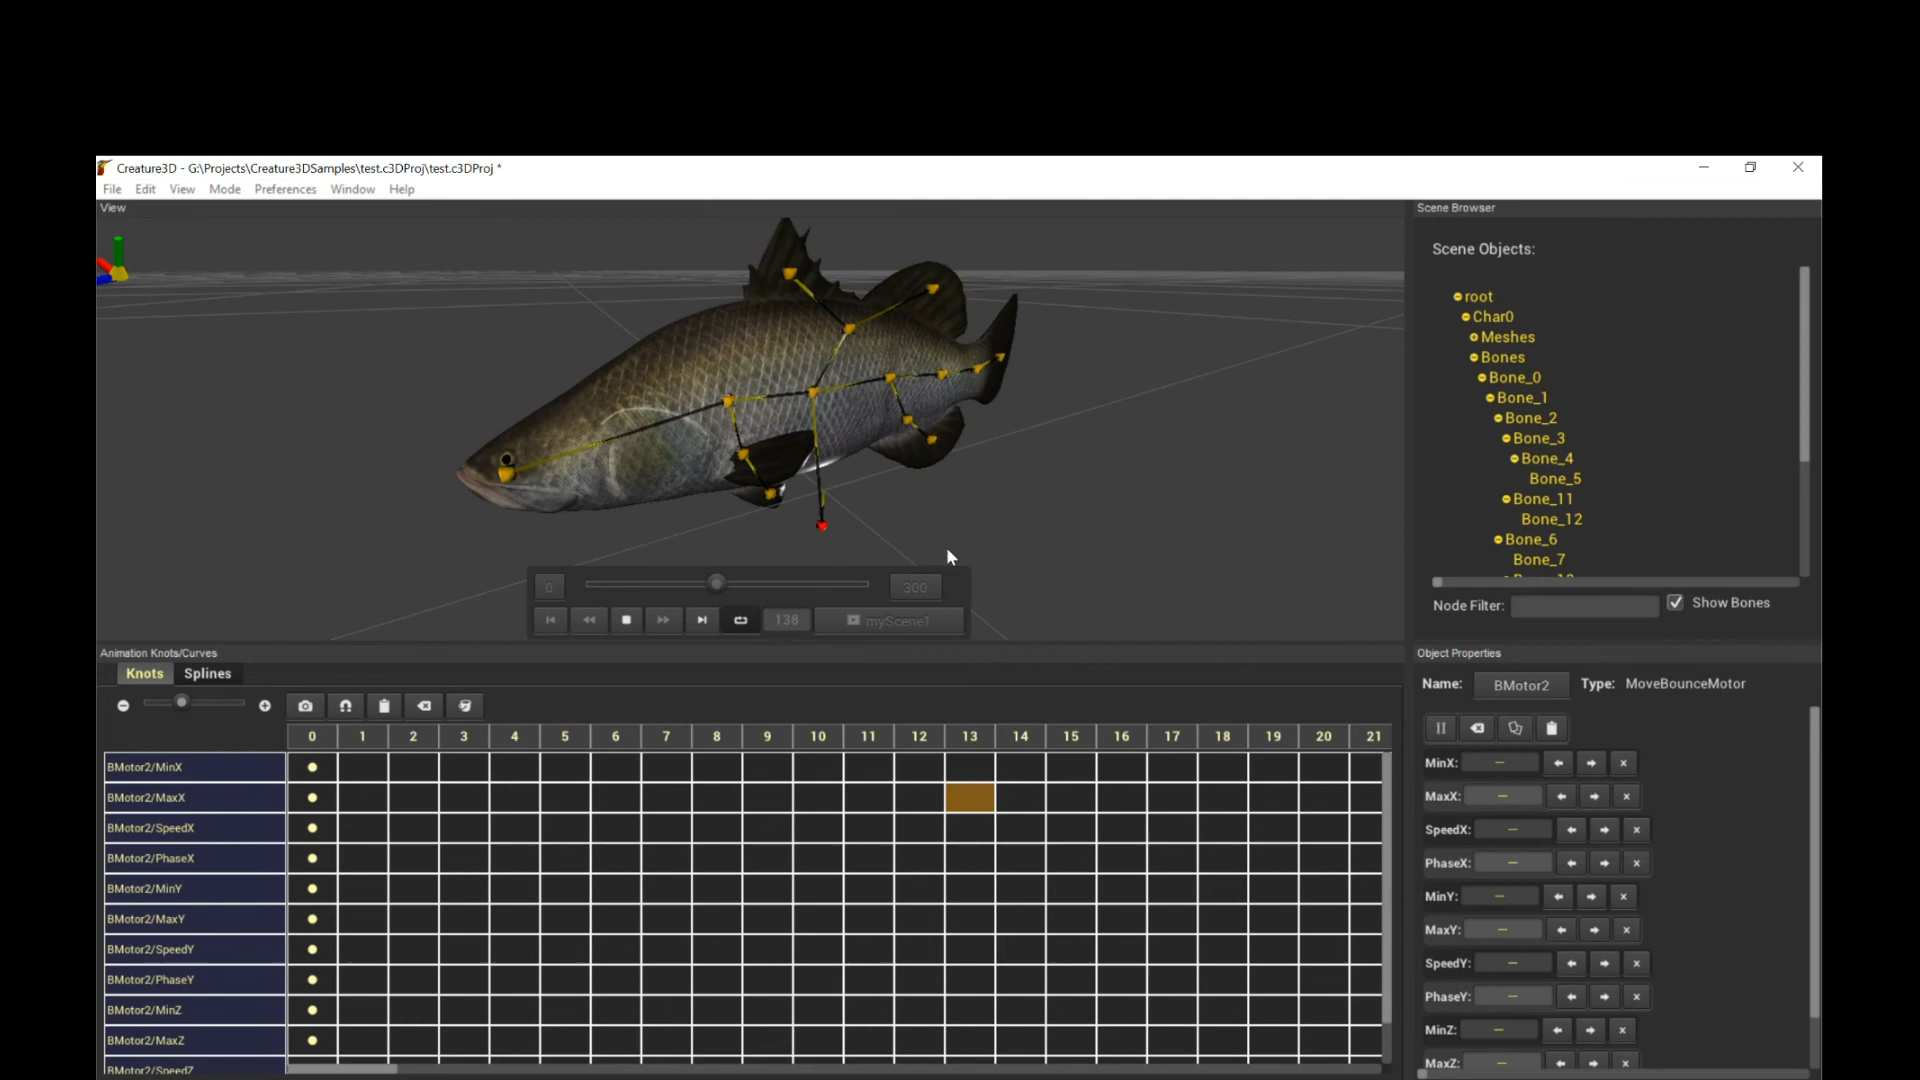 Creature3D - G:\Projects\Creature3DSamples\test.c3DProj\test.c3DProj *
File Edit View Mode Preferences Window Help
View
Scene Browser
Scene Objects:
root
Char0
Meshes
Bones
Bone_0
Bone_1
Bone_2
Bone_3
Bone_4
Bone_5
Bone_11
Bone_12
Bone_6
Bone_7
Node Filter: Show Bones
0 300
138 myScene1
Animation Knots/Curves
Knots Splines
0 1 2 3 4 5 6 7 8 9 10 11 12 13 14 15 16 17 18 19 20 21
BMotor2/MinX
BMotor2/MaxX
BMotor2/SpeedX
BMotor2/PhaseX
BMotor2/MinY
BMotor2/MaxY
BMotor2/SpeedY
BMotor2/PhaseY
BMotor2/MinZ
BMotor2/MaxZ
BMotor2/SpeedZ
Object Properties
Name: BMotor2 Type: MoveBounceMotor
MinX:
MaxX:
SpeedX:
PhaseX:
MinY:
MaxY:
SpeedY:
PhaseY:
MinZ:
MaxZ: